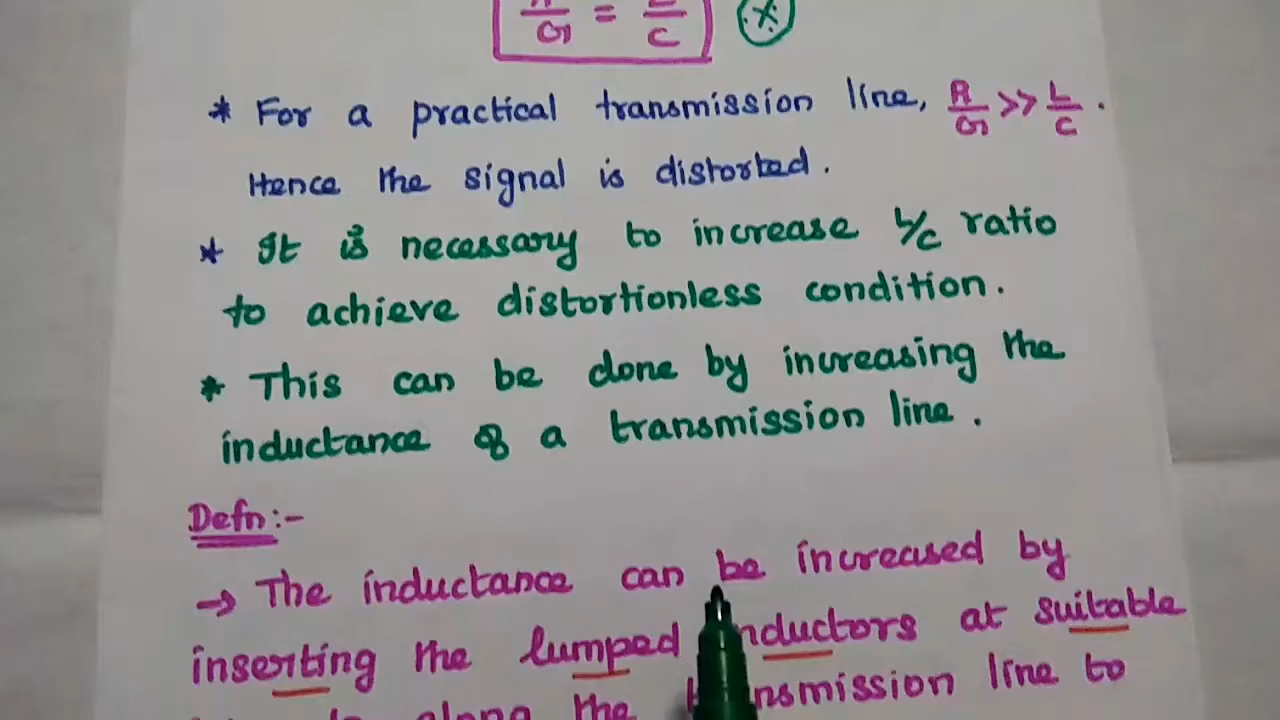 R/G = L/C *
* For a practical transmission line, R/G >> L/C.
Hence the signal is distorted.
* It is necessary to increase L/C ratio
to achieve distortionless condition.
* This can be done by increasing the
inductance of a transmission line.
Defn:-
→ The inductance can be increased by
inserting the lumped inductors at suitable
along the transmission line to